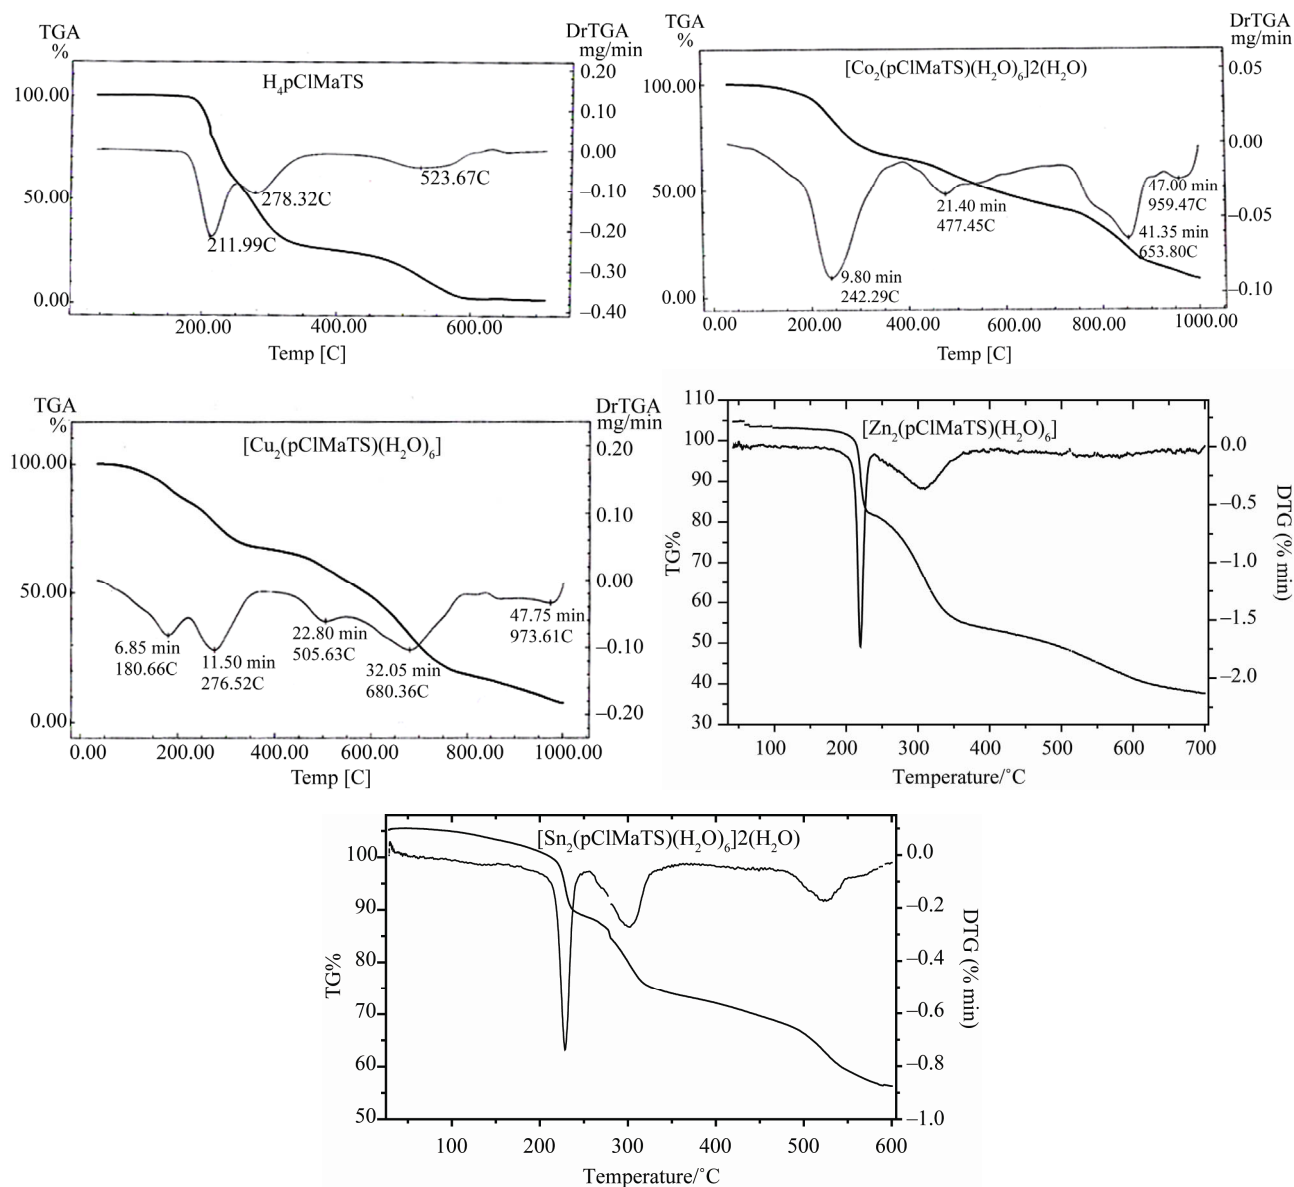 TGA
%
DrTGA
mg/min
H₄pClMaTS
100.00
50.00
0.00
0.20
0.10
0.00
–0.10
–0.20
–0.30
–0.40
278.32C
523.67C
211.99C
200.00 400.00 600.00
Temp [C]
TGA
%
DrTGA
mg/min
[Co₂(pClMaTS)(H₂O)₆]2(H₂O)
100.00
50.00
0.00
0.05
0.00
–0.05
–0.10
47.00 min
959.47C
21.40 min
477.45C
41.35 min
653.80C
9.80 min
242.29C
0.00 200.00 400.00 600.00 800.00 1000.00
Temp [C]
TGA
%
DrTGA
mg/min
[Cu₂(pClMaTS)(H₂O)₆]
100.00
50.00
0.00
0.20
0.10
0.00
–0.10
–0.20
6.85 min
180.66C
11.50 min
276.52C
22.80 min
505.63C
32.05 min
680.36C
47.75 min
973.61C
0.00 200.00 400.00 600.00 800.00 1000.00
Temp [C]
[Zn₂(pClMaTS)(H₂O)₆]
TG%
110
100
90
80
70
60
50
40
30
0.0
–0.5
–1.0
–1.5
–2.0
DTG (% min)
100 200 300 400 500 600 700
Temperature/˚C
[Sn₂(pClMaTS)(H₂O)₆]2(H₂O)
TG%
100
90
80
70
60
50
0.0
–0.2
–0.4
–0.6
–0.8
–1.0
DTG (% min)
100 200 300 400 500 600
Temperature/˚C